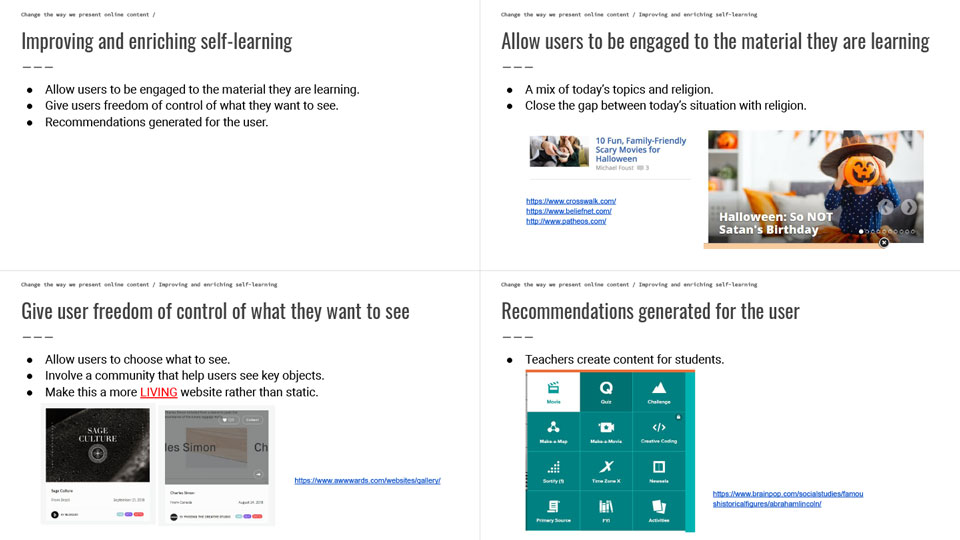 Change the way we present online content /
Improving and enriching self-learning
– – –
● Allow users to be engaged to the material they are learning.
● Give users freedom of control of what they want to see.
● Recommendations generated for the user.
Change the way we present online content / Improving and enriching self-learning
Allow users to be engaged to the material they are learning
– – –
● A mix of today's topics and religion.
● Close the gap between today's situation with religion.
10 Fun, Family-Friendly
Scary Movies for
Halloween
Michael Foust 3
https://www.crosswalk.com/
https://www.beliefnet.com/
http://www.patheos.com/
Halloween: So NOT
Satan's Birthday
Change the way we present online content / Improving and enriching self-learning
Give user freedom of control of what they want to see
– – –
● Allow users to choose what to see.
● Involve a community that help users see key objects.
● Make this a more LIVING website rather than static.
SAGE
CULTURE
Sage Culture
From Brazil September 10, 2018
les Simon Ch
Charles Simon
From Canada August 24, 2018
https://www.awwwards.com/websites/gallery/
Change the way we present online content / Improving and enriching self-learning
Recommendations generated for the user
– – –
● Teachers create content for students.
Movie Quiz Challenge
Make-a-Map Make-a-Movie Creative Coding
Sortify (1) Time Zone X Newsela
Primary Source FYI Activities
https://www.brainpop.com/socialstudies/famou
shistoricalfigures/abrahamlincoln/